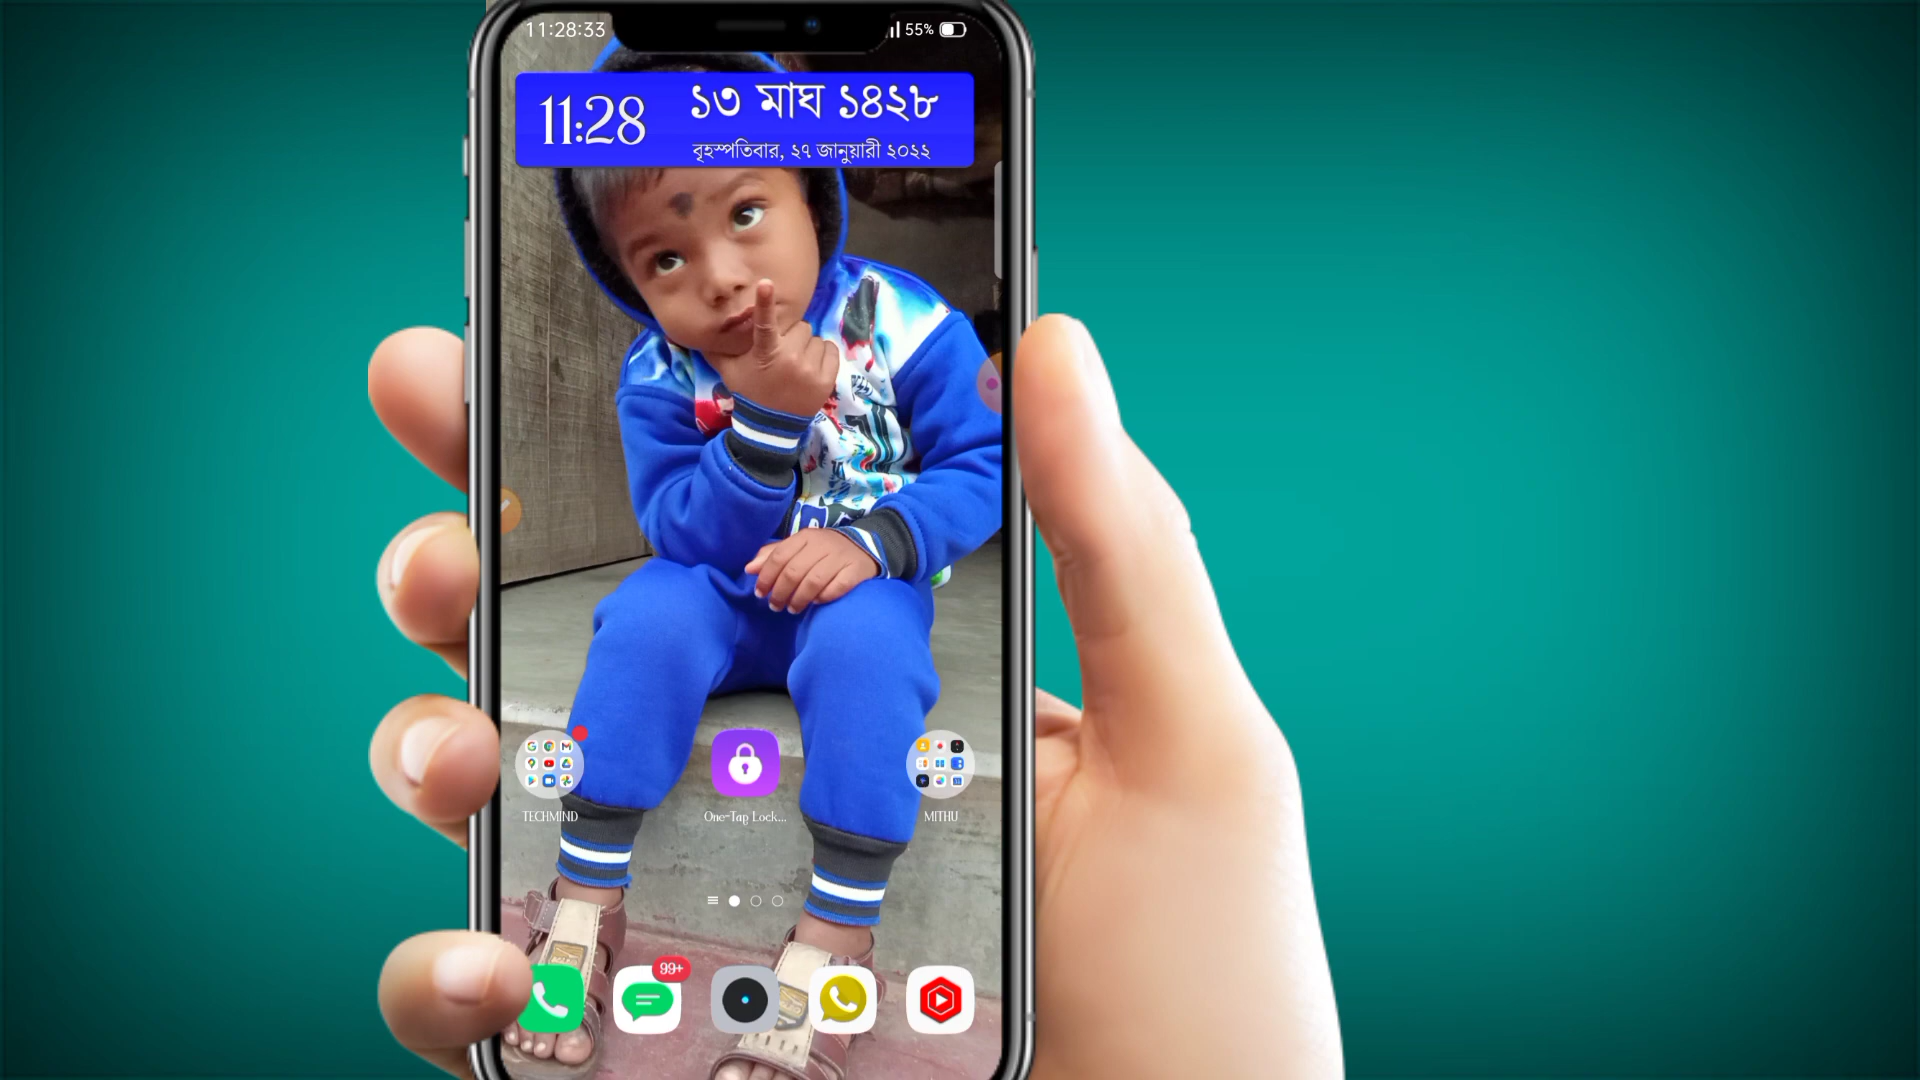 11:28:33
55%
11:28
১৩ মাঘ ১৪২৮
বৃহস্পতিবার, ২৭ জানুয়ারী ২০২২
TECHMIND
One-Tap Lock...
MITHU
99+